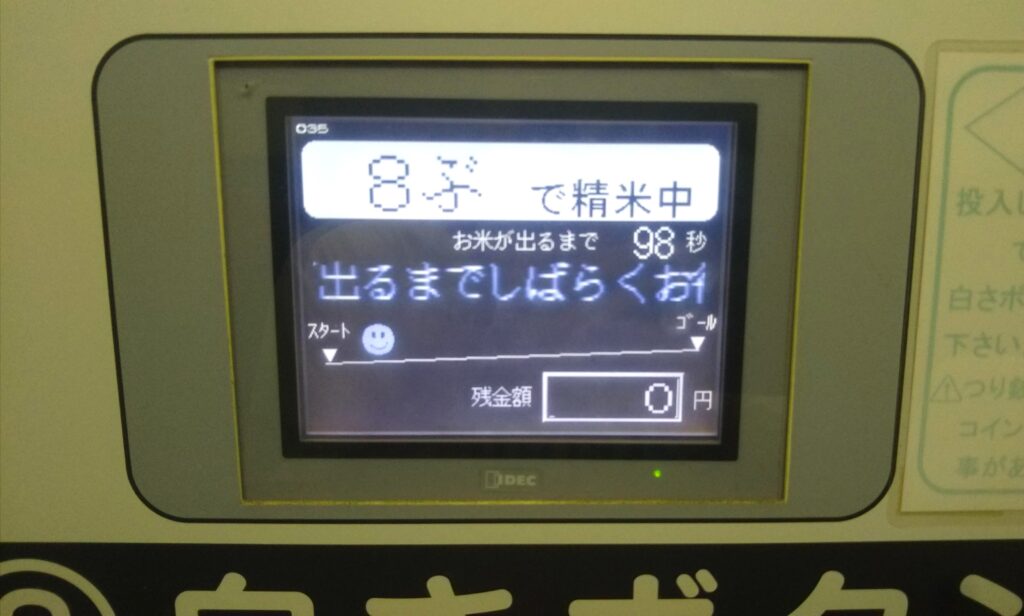 035
8ぶ で精米中
お米が出るまで 98 秒
出るまでしばらくお
スタート
ゴール
残金額 0 円
IDEC
投入
で
白さボ
下さい
⚠つり
コイン
事があ
白さボタン